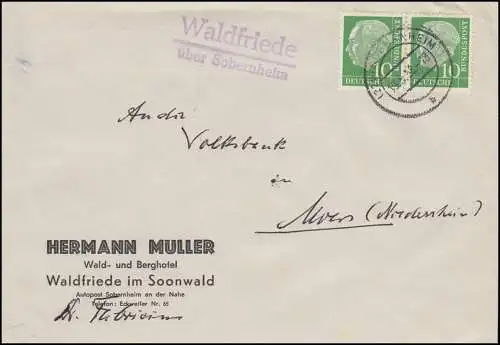 Waldfriede
über Sobernheim
10 10
DEUTSCHE BUNDESPOST DEUTSCHE BUNDESPOST
An die
Volksbank
in
Moers (Niederrhein)
HERMANN MULLER
Wald- und Berghotel
Waldfriede im Soonwald
Autopost Sobernheim an der Nahe
Telefon: Eckweiler Nr. 65